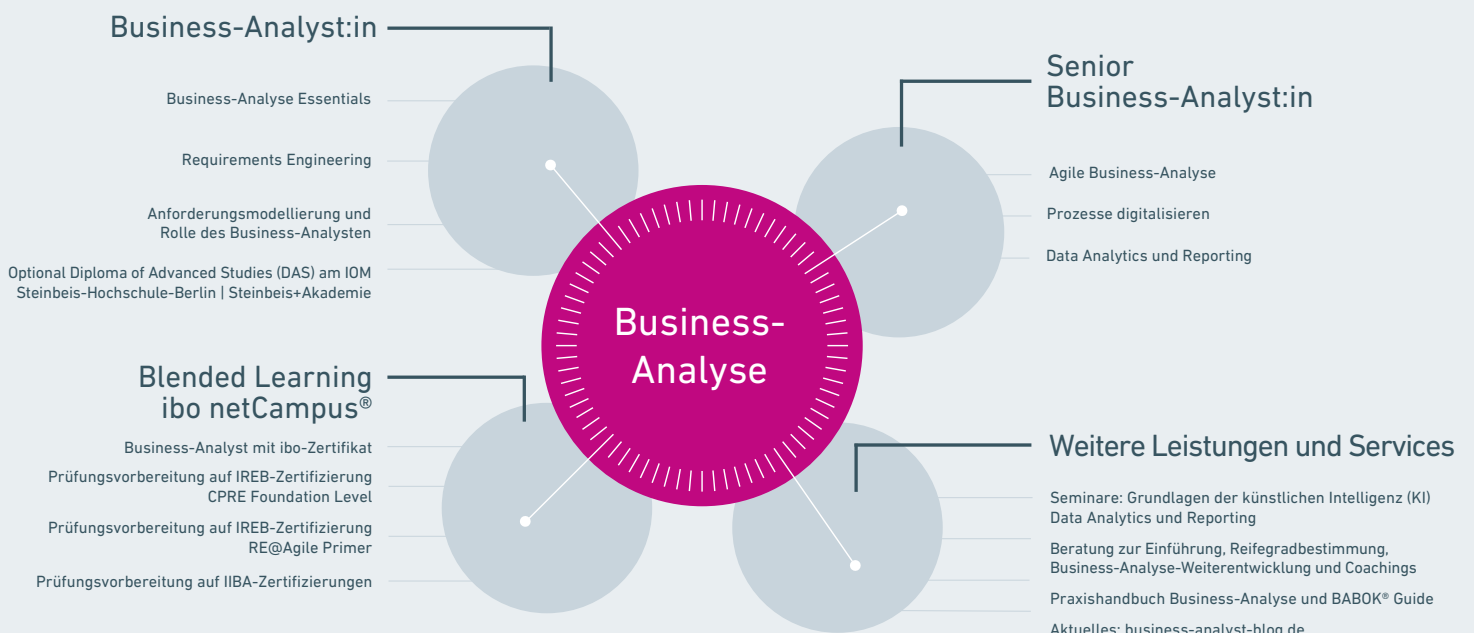 Business-Analyst:in
Business-Analyse Essentials
Requirements Engineering
Anforderungsmodellierung und
Rolle des Business-Analysten
Optional Diploma of Advanced Studies (DAS) am IOM
Steinbeis-Hochschule-Berlin | Steinbeis+Akademie
Senior
Business-Analyst:in
Agile Business-Analyse
Prozesse digitalisieren
Data Analytics und Reporting
Business-
Analyse
Blended Learning
ibo netCampus®
Business-Analyst mit ibo-Zertifikat
Prüfungsvorbereitung auf IREB-Zertifizierung
CPRE Foundation Level
Prüfungsvorbereitung auf IREB-Zertifizierung
RE@Agile Primer
Prüfungsvorbereitung auf IIBA-Zertifizierungen
Weitere Leistungen und Services
Seminare: Grundlagen der künstlichen Intelligenz (KI)
Data Analytics und Reporting
Beratung zur Einführung, Reifegradbestimmung,
Business-Analyse-Weiterentwicklung und Coachings
Praxishandbuch Business-Analyse und BABOK® Guide
Aktuelles: business-analyst-blog.de